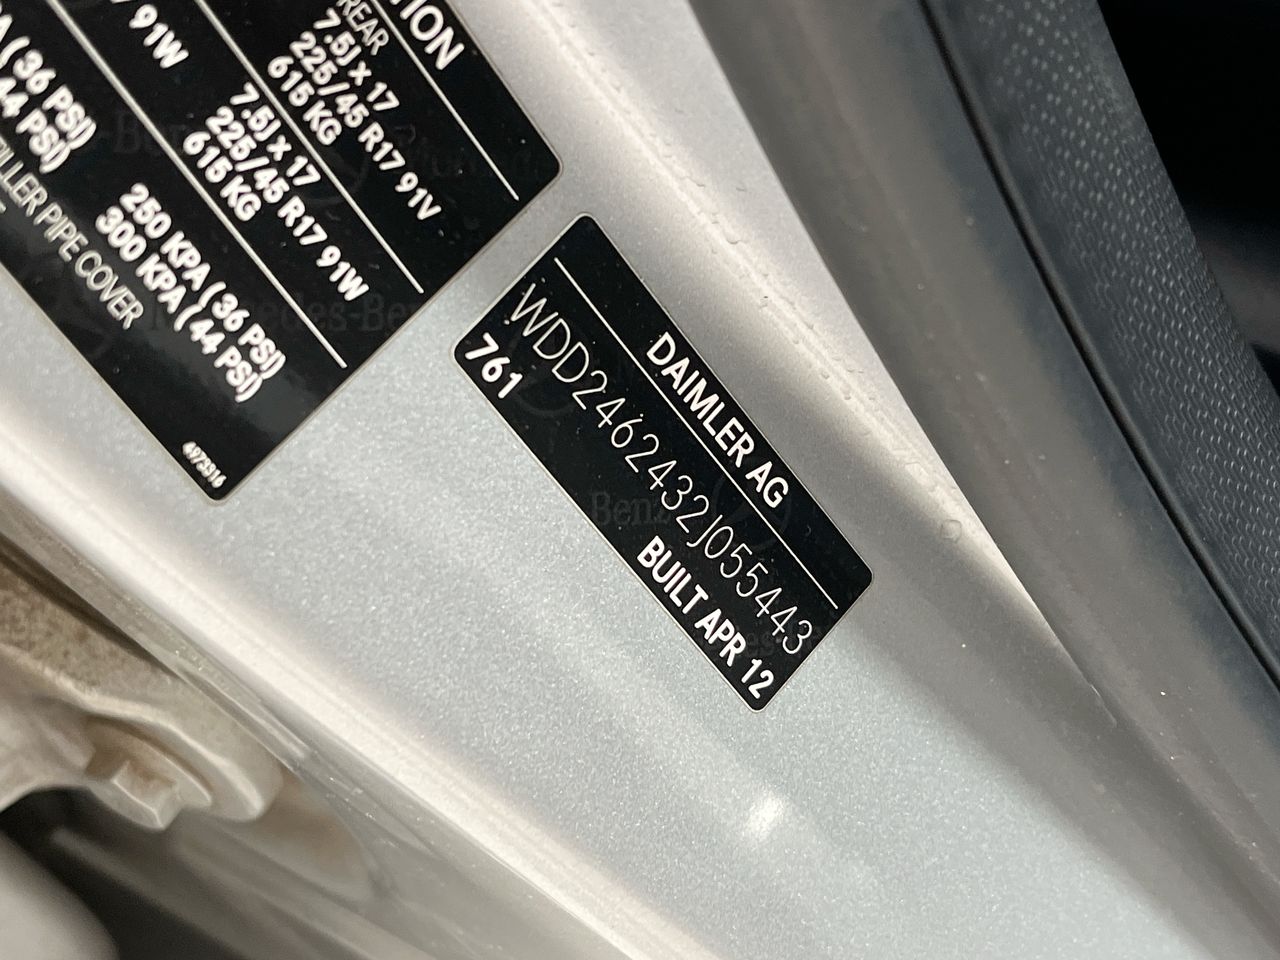 TION
REAR
7.5J x 17
225/45 R17 91V
615 KG
91W
7.5J x 17
225/45 R17 91W
615 KG
(36 PSI)
250 KPA (36 PSI)
44 PSI)
300 KPA (44 PSI)
FILLER PIPE COVER
4973316
DAIMLER AG
WDD2462432J055443
761
BUILT APR 12